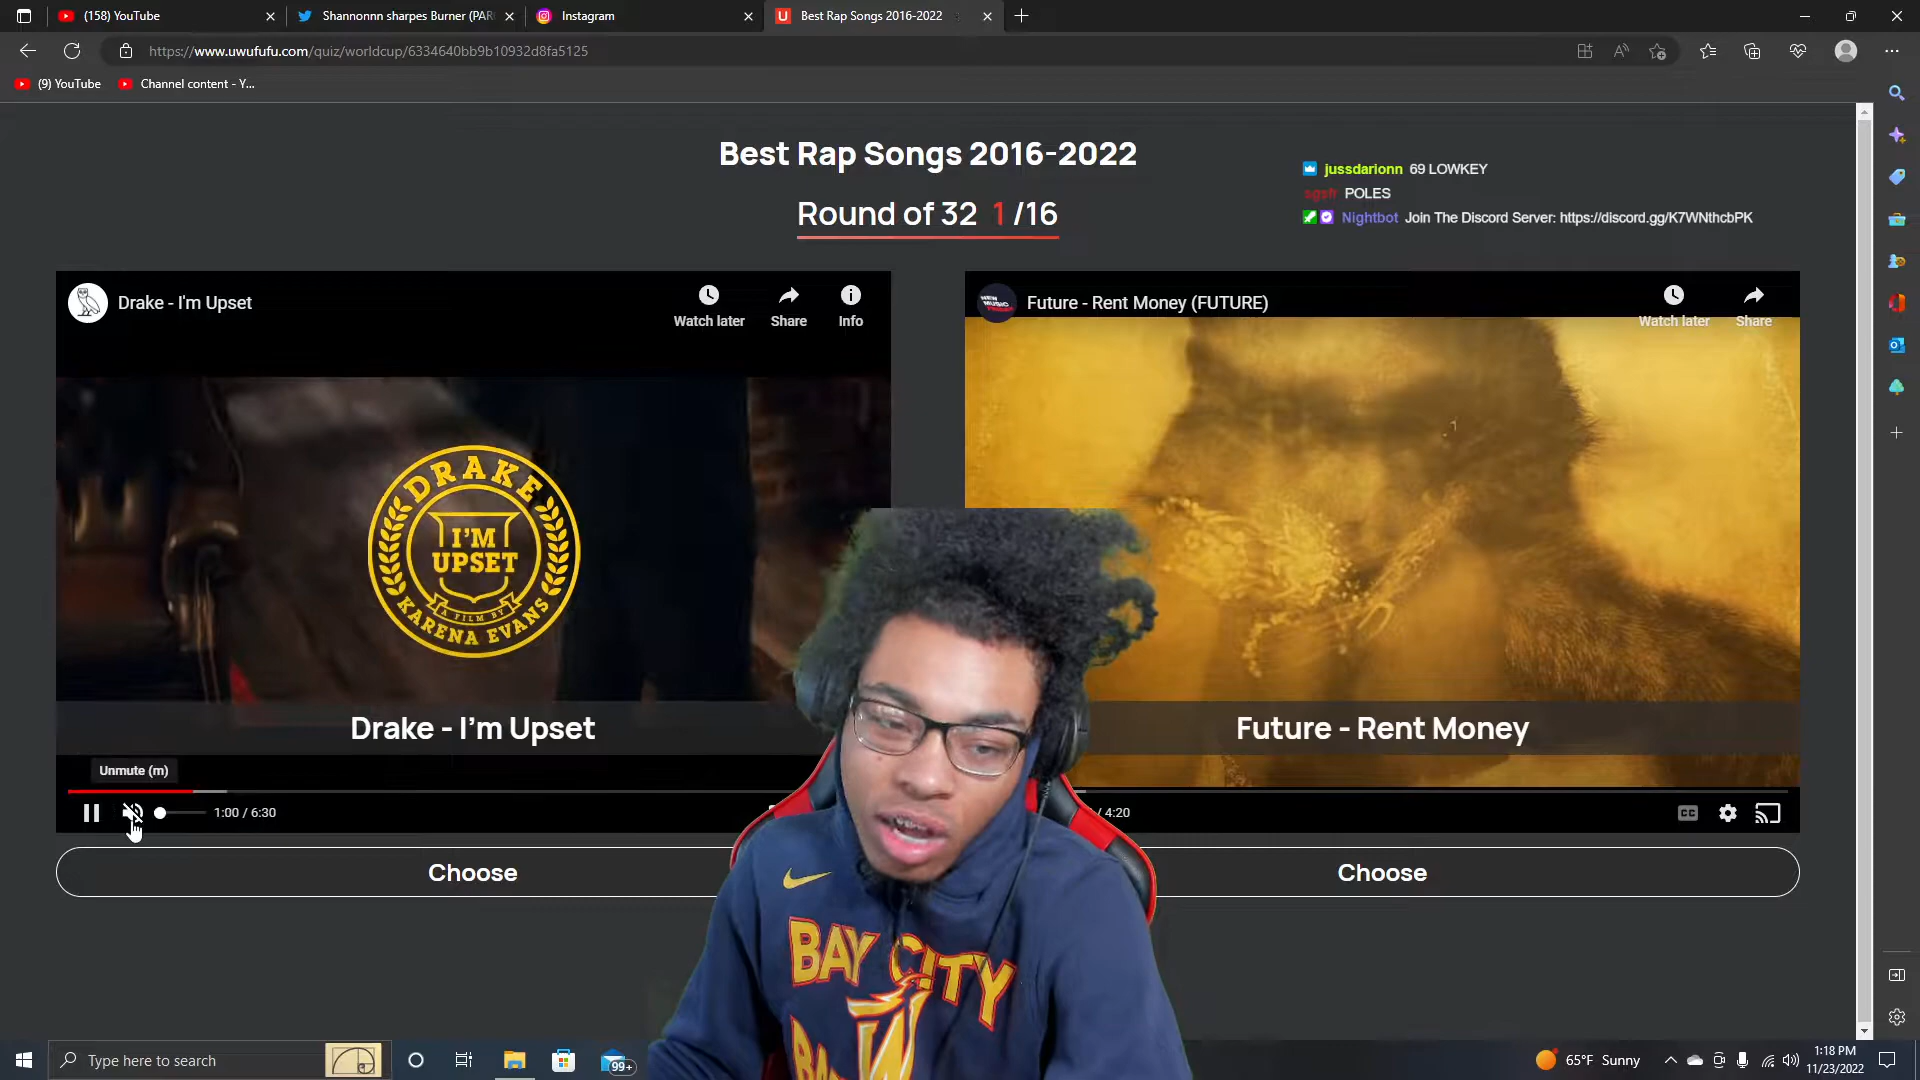 (158) YouTube
Shannonnn sharpes Burner (PAR
Instagram
Best Rap Songs 2016-2022
https://www.uwufufu.com/quiz/worldcup/6334640bb9b10932d8fa5125
(9) YouTube
Channel content - Y...
Best Rap Songs 2016-2022
Round of 32 1 /16
jussdarionn 69 LOWKEY
sgsfr POLES
Nightbot Join The Discord Server: https://discord.gg/K7WNthcbPK
Drake - I'm Upset
Watch later
Share
Info
Future - Rent Money (FUTURE)
Watch later
Share
DRAKE
I'M
UPSET
A FILM BY
KARENA EVANS
Drake - I'm Upset
Future - Rent Money
Unmute (m)
1:00 / 6:30
/ 4:20
CC
Choose
Choose
BAY CITY
Type here to search
99+
65°F Sunny
1:18 PM
11/23/2022